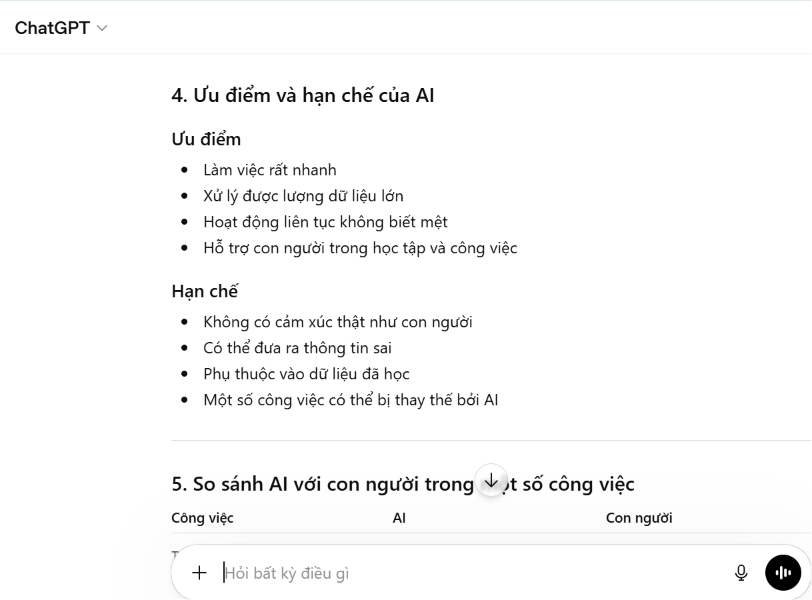 ChatGPT
4. Ưu điểm và hạn chế của AI
Ưu điểm
Làm việc rất nhanh
Xử lý được lượng dữ liệu lớn
Hoạt động liên tục không biết mệt
Hỗ trợ con người trong học tập và công việc
Hạn chế
Không có cảm xúc thật như con người
Có thể đưa ra thông tin sai
Phụ thuộc vào dữ liệu đã học
Một số công việc có thể bị thay thế bởi AI
5. So sánh AI với con người trong một số công việc
Công việc AI Con người
Hỏi bất kỳ điều gì